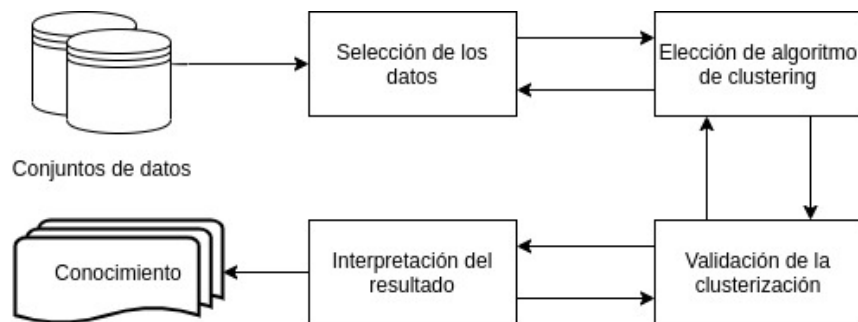 Selección de los
datos
Elección de algoritmo
de clustering
Conjuntos de datos
Conocimiento
Interpretación del
resultado
Validación de la
clusterización